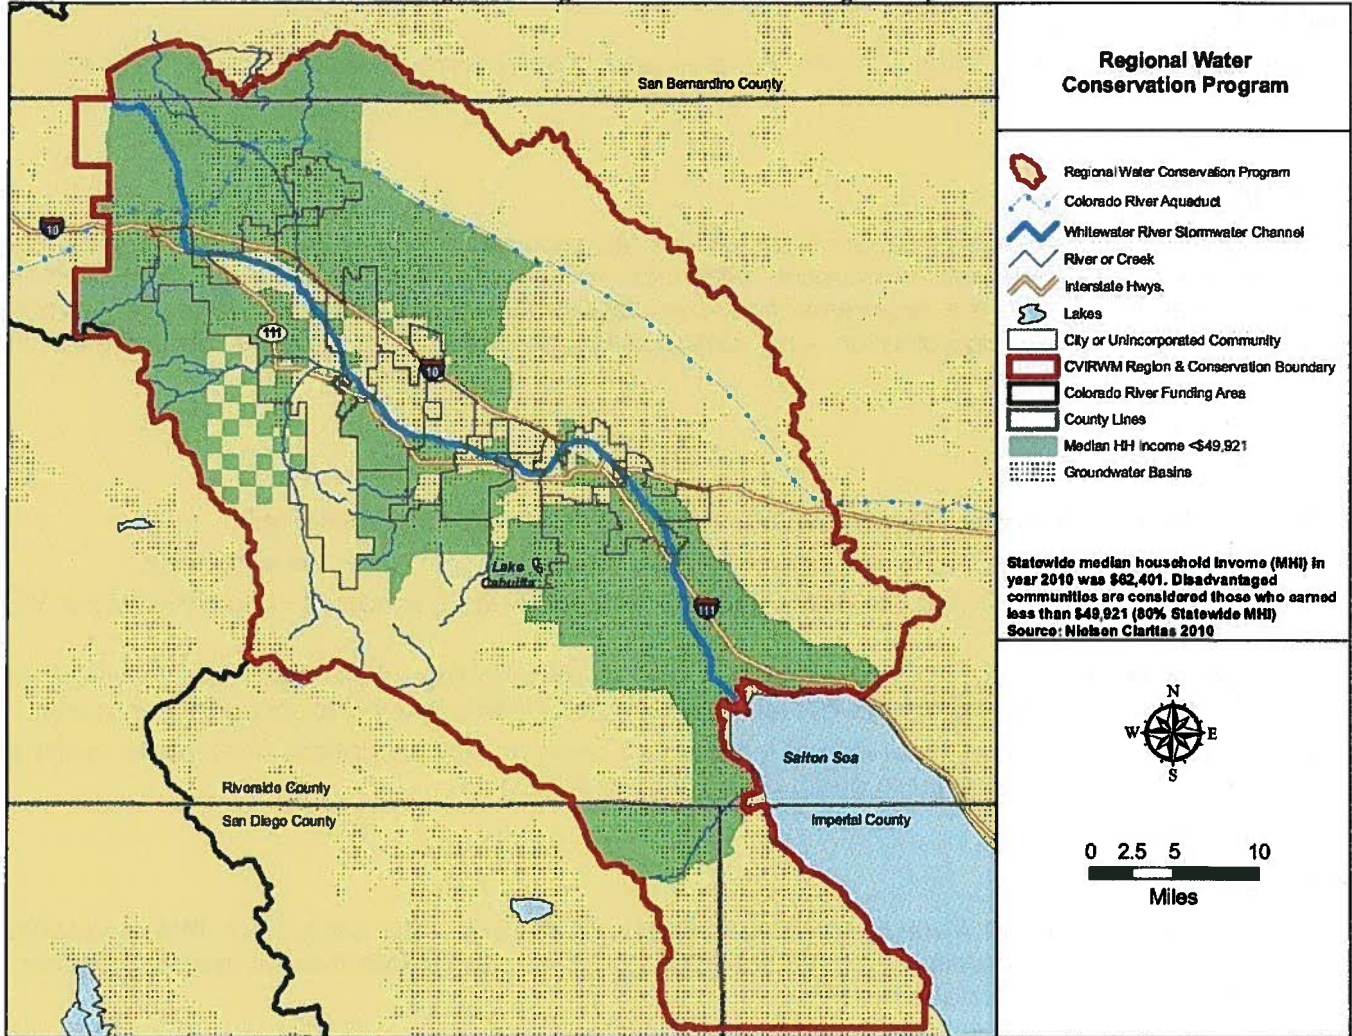 San Bernardino County
10
111
10
Lake
Cahuilla
111
Salton Sea
Riverside County
San Diego County
Imperial County
Regional Water
Conservation Program
Regional Water Conservation Program
Colorado River Aqueduct
Whitewater River Stormwater Channel
River or Creek
Interstate Hwys.
Lakes
City or Unincorporated Community
CVIRWM Region & Conservation Boundary
Colorado River Funding Area
County Lines
Median HH Income <$49,921
Groundwater Basins
Statewide median household income (MHI) in
year 2010 was $62,401. Disadvantaged
communities are considered those who earned
less than $49,921 (80% Statewide MHI)
Source: Nielson Claritas 2010
N
W E
S
0 2.5 5 10
Miles